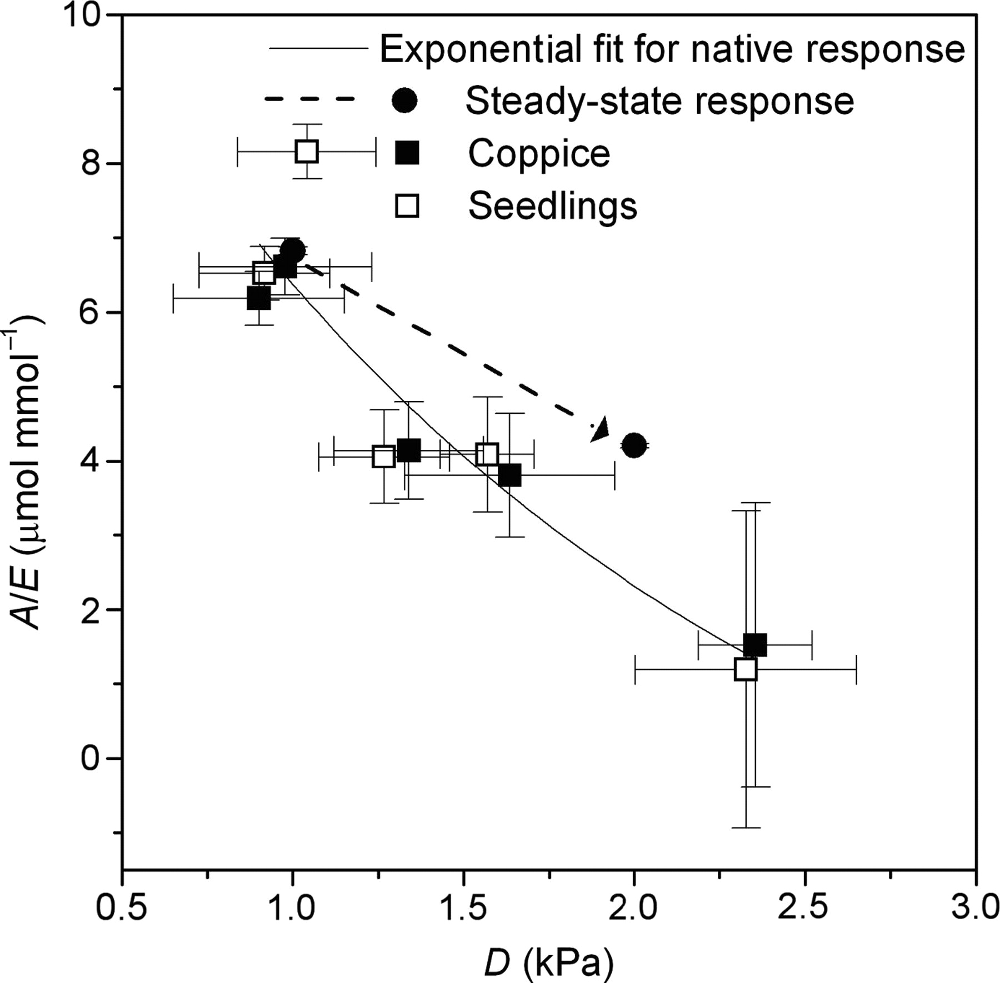 10
8
6
4
2
0
A/E (μmol mmol⁻¹)
Exponential fit for native response
Steady-state response
Coppice
Seedlings
0.5 1.0 1.5 2.0 2.5 3.0
D (kPa)